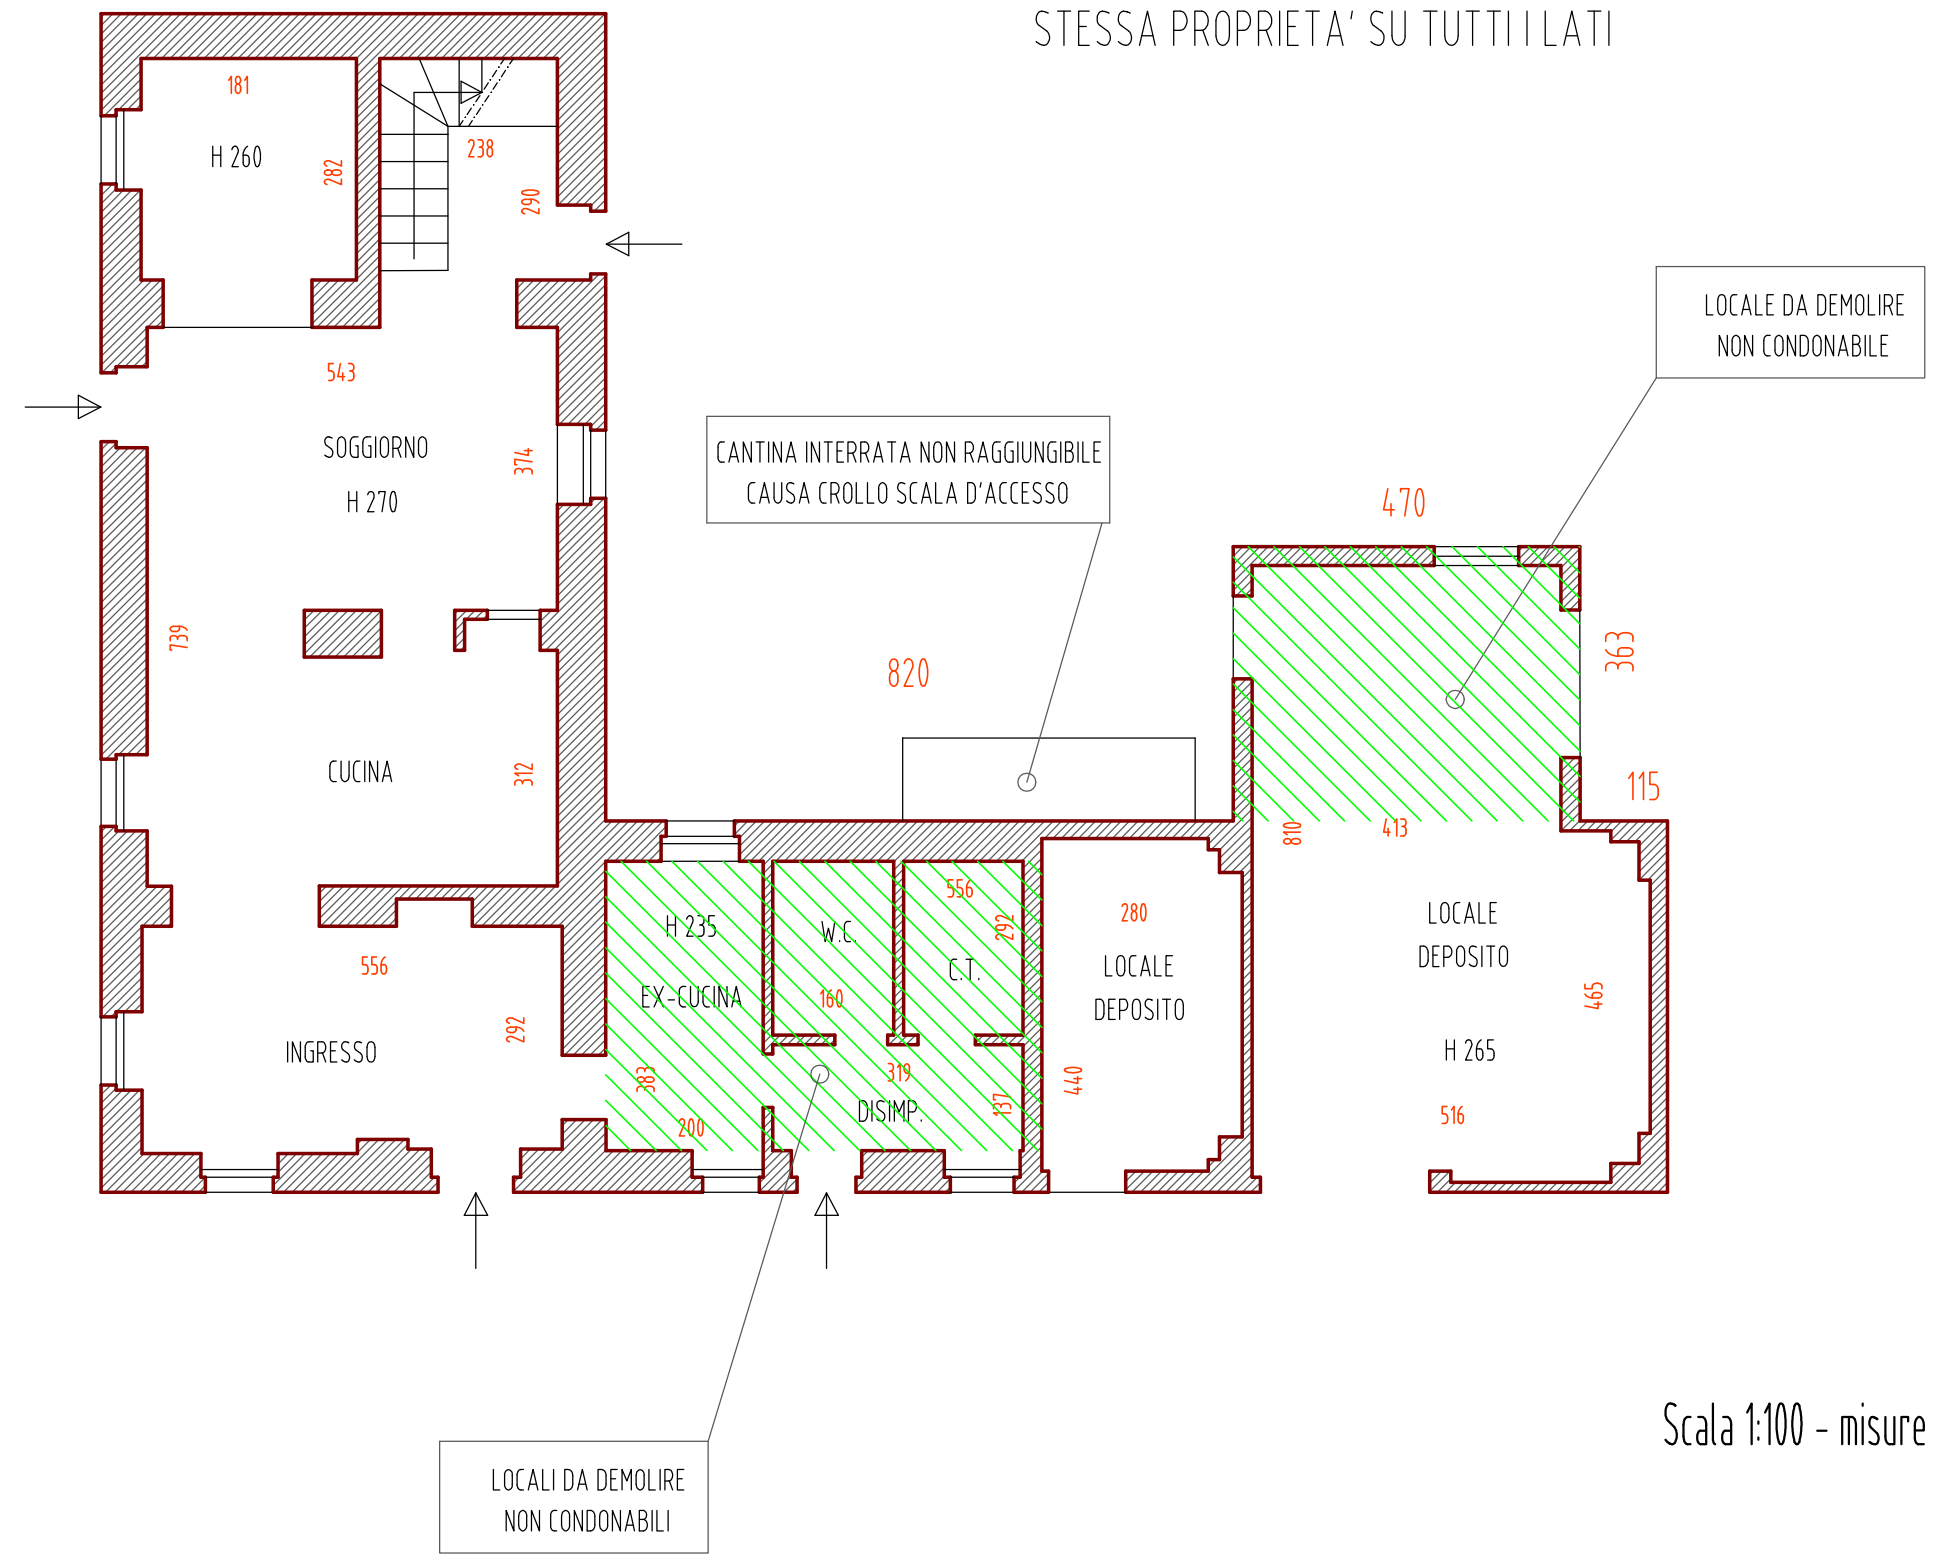 STESSA PROPRIETA' SU TUTTI I LATI
181
H 260
282
238
290
LOCALE DA DEMOLIRE
NON CONDONABILE
543
SOGGIORNO
H 270
374
CANTINA INTERRATA NON RAGGIUNGIBILE
CAUSA CROLLO SCALA D'ACCESSO
470
739
820
363
CUCINA
312
115
810
413
556
292
280
H 235
W.C.
C.T.
LOCALE
DEPOSITO
LOCALE
DEPOSITO
556
EX-CUCINA
160
465
INGRESSO
292
H 265
383
319
440
137
200
DISIMP.
516
Scala 1:100 - misure
LOCALI DA DEMOLIRE
NON CONDONABILI